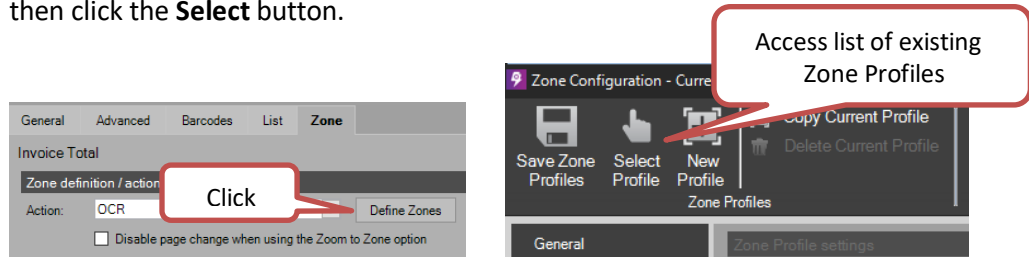 then click the Select button.
Access list of existing
Zone Profiles
General Advanced Barcodes List Zone
Invoice Total
Zone definition / action
Action: OCR Define Zones
Click
Disable page change when using the Zoom to Zone option
Zone Configuration - Curre
Save Zone Profiles
Select Profile
New Profile
Copy Current Profile
Delete Current Profile
Zone Profiles
General
Zone Profile settings